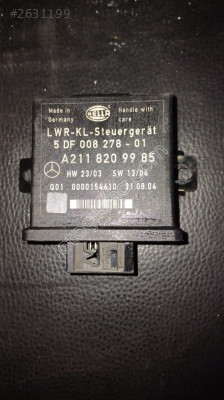 #2631199
Made in Germany
HELLA
Handle with care
LWR-KL-Steuergerät
5 DF 008 278 - 01
A211 820 99 85
HW 23/03 SW 13/04
Q01 0000154610 31.08.04